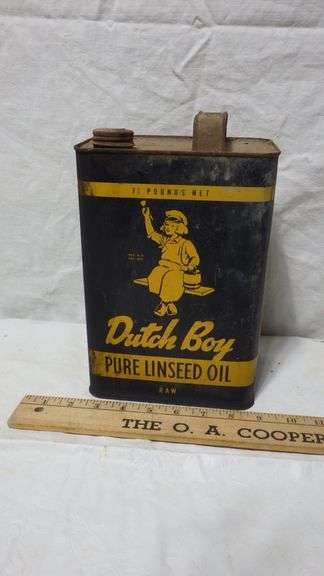 POUNDS NET
Dutch Boy
PURE LINSEED OIL
RAW
THE O. A. COOPER